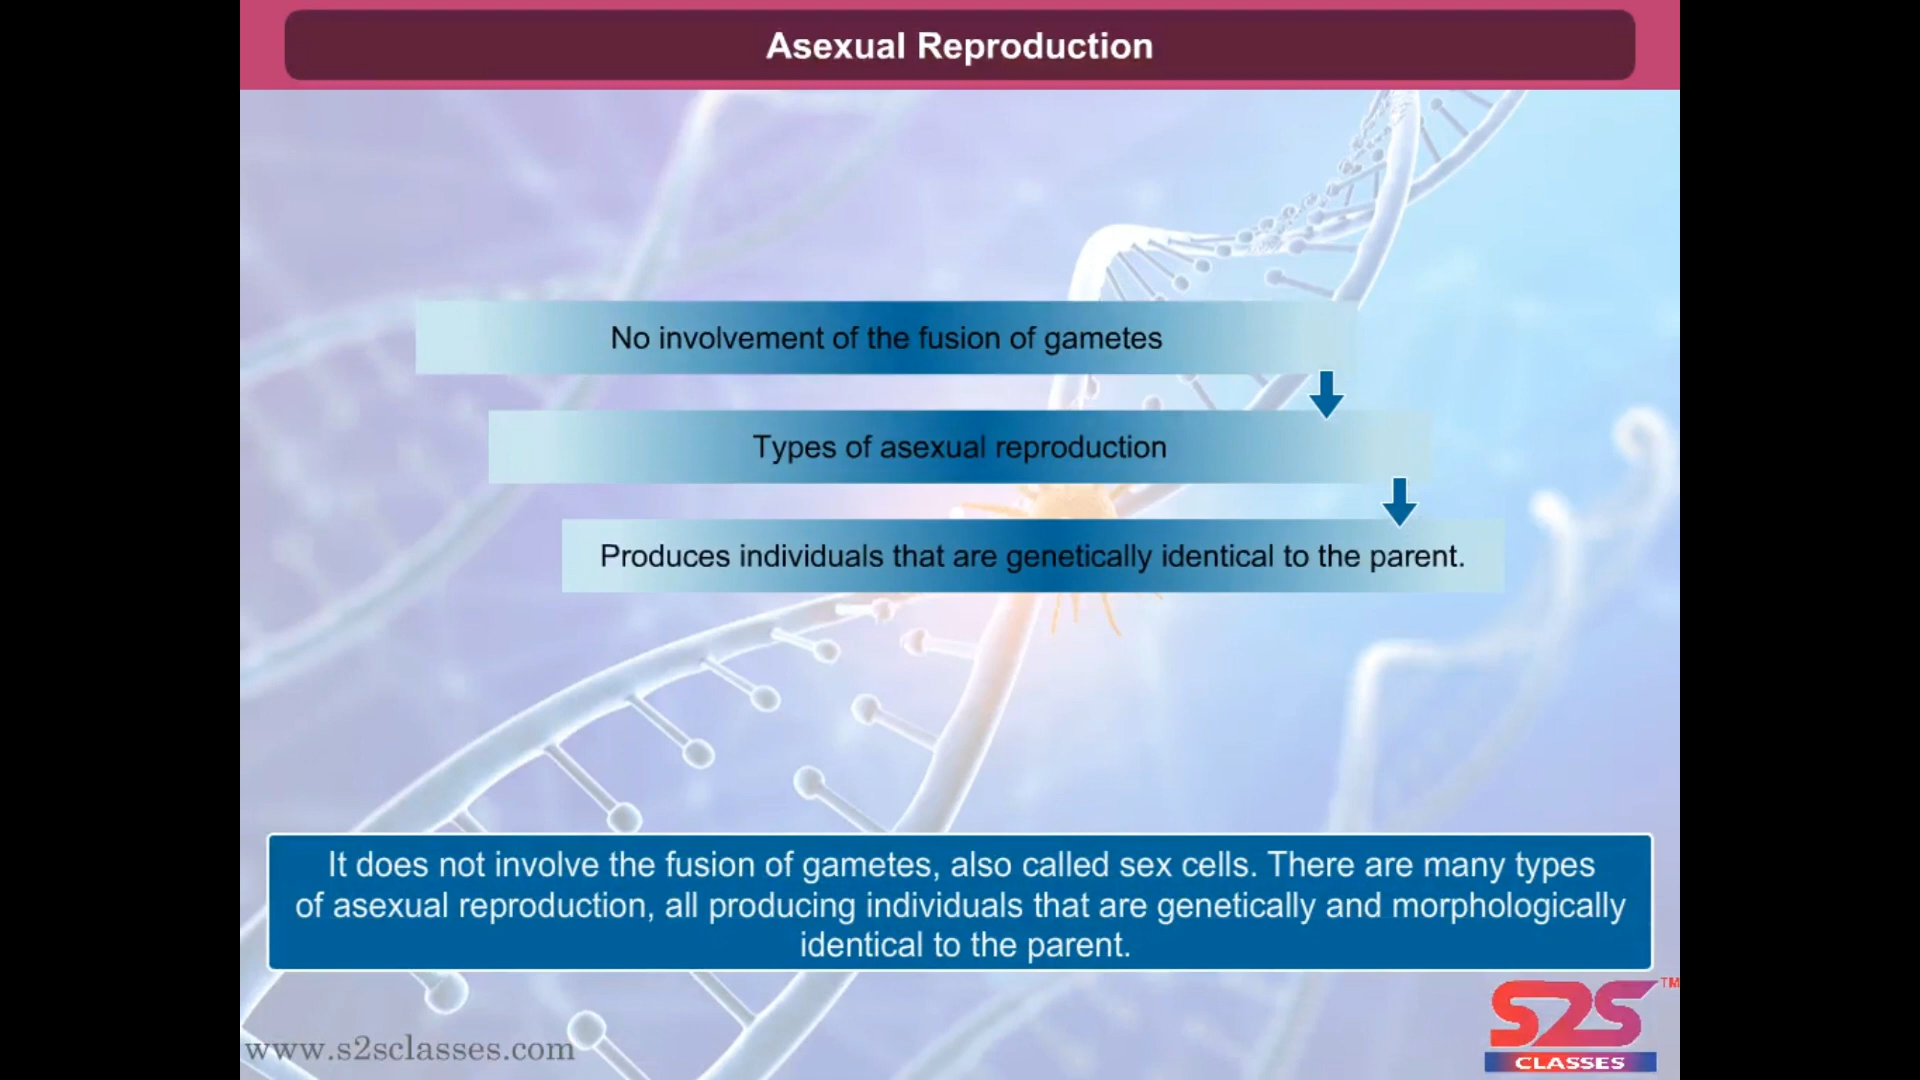 Asexual Reproduction
No involvement of the fusion of gametes
Types of asexual reproduction
Produces individuals that are genetically identical to the parent.
It does not involve the fusion of gametes, also called sex cells. There are many types
of asexual reproduction, all producing individuals that are genetically and morphologically
identical to the parent.
www.s2sclasses.com
S2S TM
CLASSES